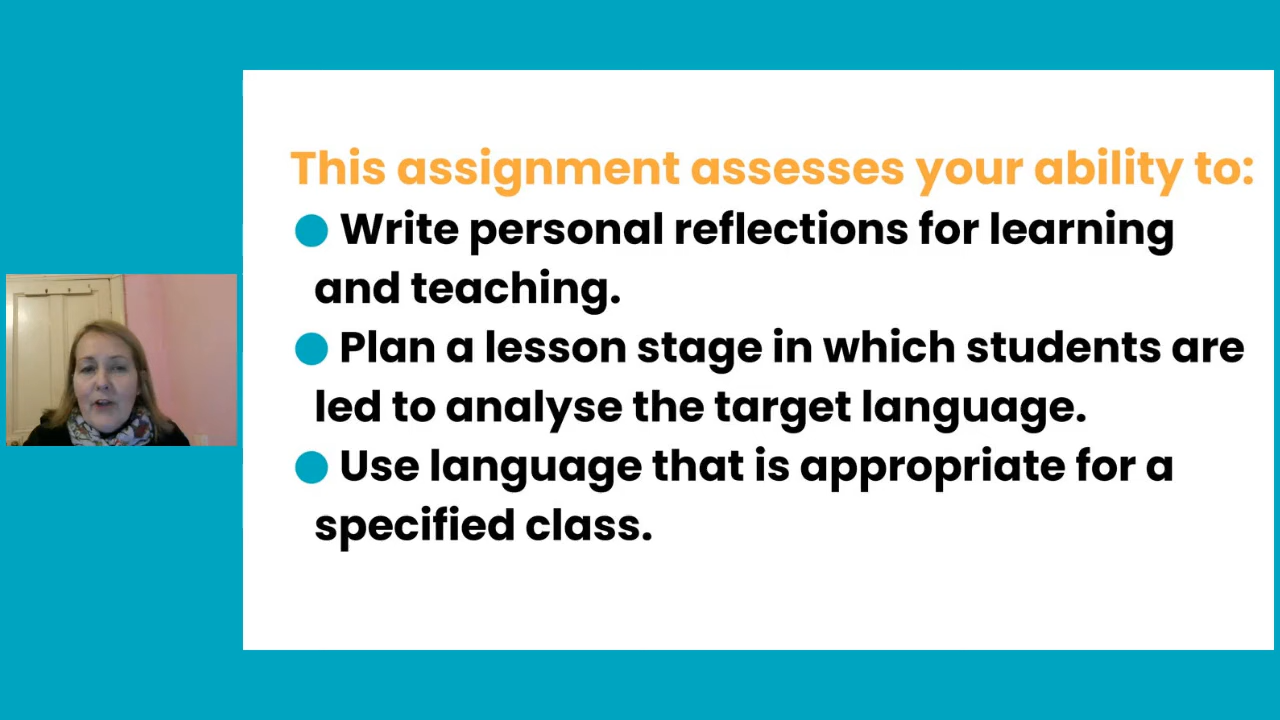 This assignment assesses your ability to:
● Write personal reflections for learning
and teaching.
● Plan a lesson stage in which students are
led to analyse the target language.
● Use language that is appropriate for a
specified class.